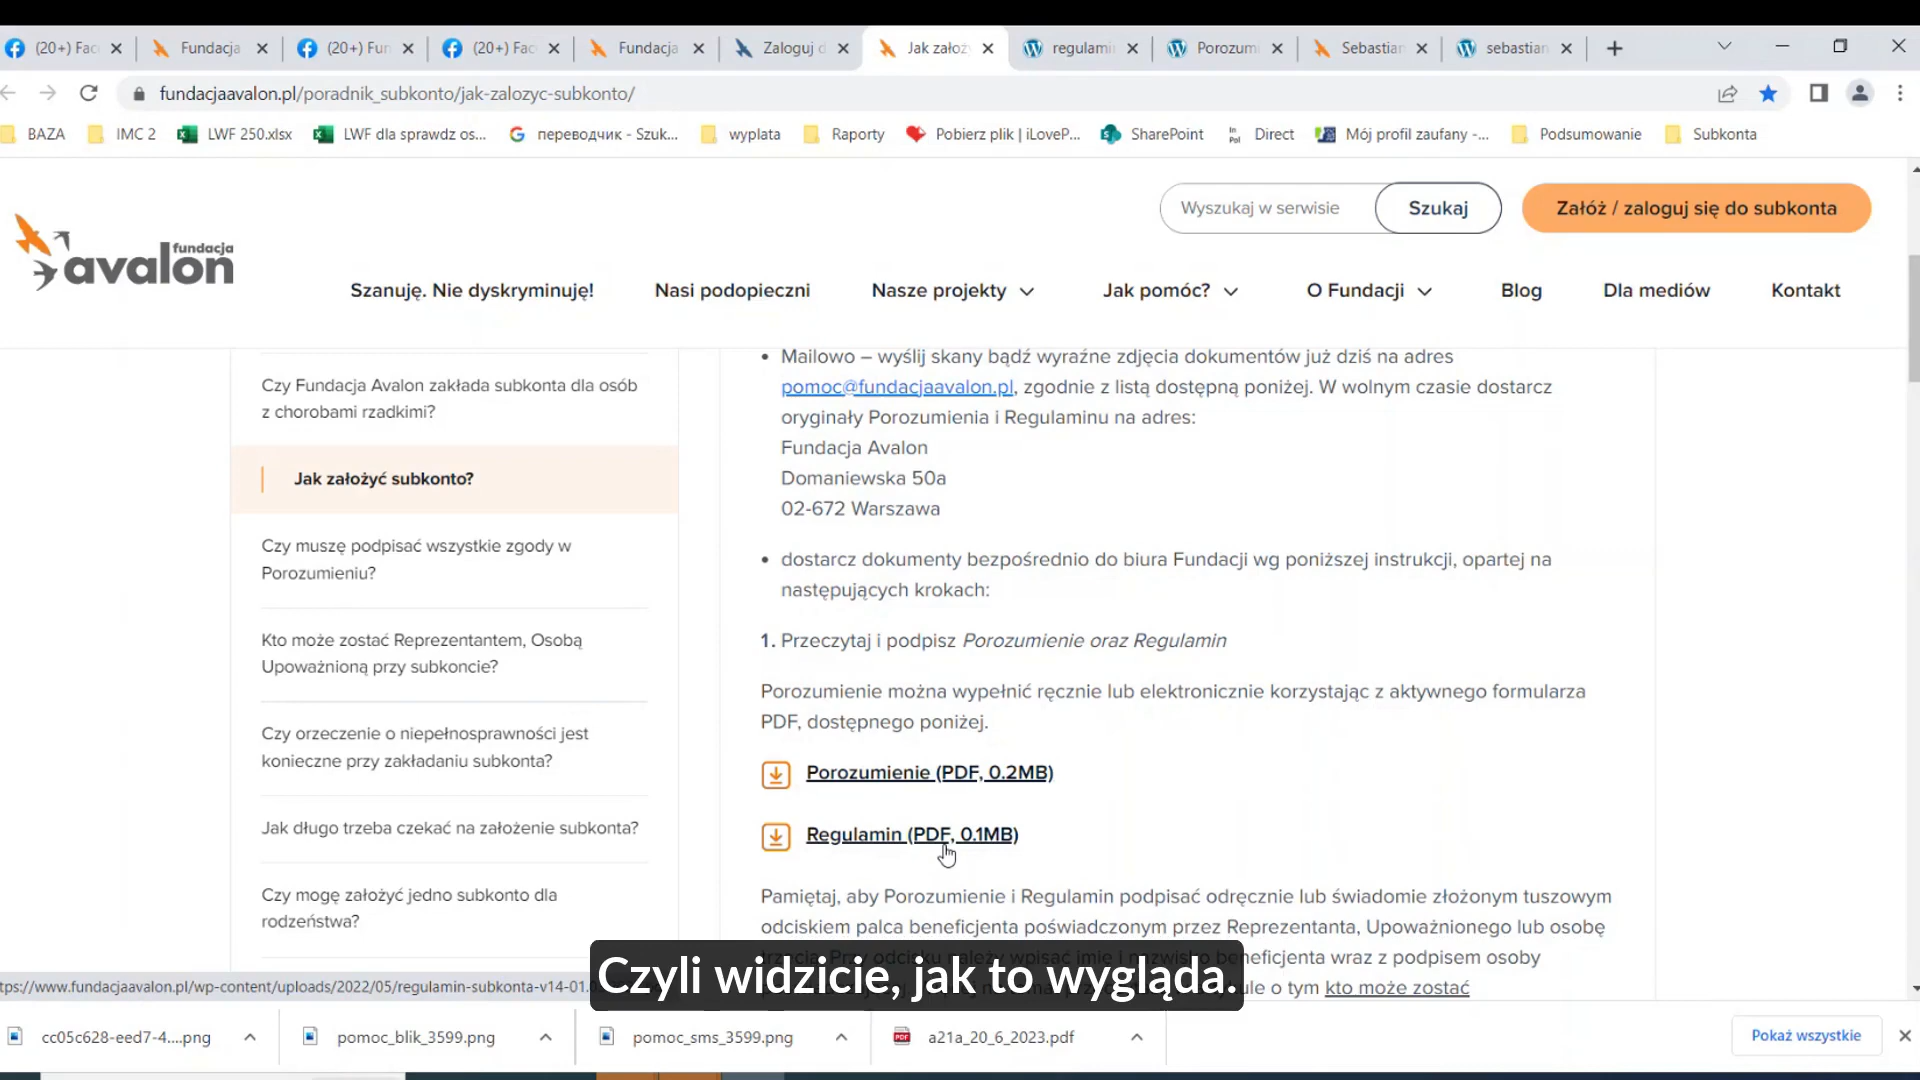 (20+) Fac
Fundacja
(20+) Fun
(20+) Fac
Fundacja
Zaloguj d
Jak założy
regulamin
Porozumi
Sebastian
sebastian
fundacjaavalon.pl/poradnik_subkonto/jak-zalozyc-subkonto/
BAZA
IMC 2
LWF 250.xlsx
LWF dla sprawdz os...
переводчик - Szuk...
wyplata
Raporty
Pobierz plik | iLoveP...
SharePoint
Direct
Mój profil zaufany -...
Podsumowanie
Subkonta
Wyszukaj w serwisie
Szukaj
Załóż / zaloguj się do subkonta
fundacja
avalon
Szanuję. Nie dyskryminuję!
Nasi podopieczni
Nasze projekty
Jak pomóc?
O Fundacji
Blog
Dla mediów
Kontakt
Czy Fundacja Avalon zakłada subkonta dla osób
z chorobami rzadkimi?
Jak założyć subkonto?
Czy muszę podpisać wszystkie zgody w
Porozumieniu?
Kto może zostać Reprezentantem, Osobą
Upoważnioną przy subkoncie?
Czy orzeczenie o niepełnosprawności jest
konieczne przy zakładaniu subkonta?
Jak długo trzeba czekać na założenie subkonta?
Czy mogę założyć jedno subkonto dla
rodzeństwa?
• Mailowo – wyślij skany bądź wyraźne zdjęcia dokumentów już dziś na adres
pomoc@fundacjaavalon.pl, zgodnie z listą dostępną poniżej. W wolnym czasie dostarcz
oryginały Porozumienia i Regulaminu na adres:
Fundacja Avalon
Domaniewska 50a
02-672 Warszawa
• dostarcz dokumenty bezpośrednio do biura Fundacji wg poniższej instrukcji, opartej na
następujących krokach:
1. Przeczytaj i podpisz Porozumienie oraz Regulamin
Porozumienie można wypełnić ręcznie lub elektronicznie korzystając z aktywnego formularza
PDF, dostępnego poniżej.
Porozumienie (PDF, 0.2MB)
Regulamin (PDF, 0.1MB)
Pamiętaj, aby Porozumienie i Regulamin podpisać odręcznie lub świadomie złożonym tuszowym
odciskiem palca beneficjenta poświadczonym przez Reprezentanta, Upoważnionego lub osobę
beneficjenta wraz z podpisem osoby
o tym kto może zostać
Czyli widzicie, jak to wygląda.
tps://www.fundacjaavalon.pl/wp-content/uploads/2022/05/regulamin-subkonta-v14-01.0
cc05c628-eed7-4....png
pomoc_blik_3599.png
pomoc_sms_3599.png
a21a_20_6_2023.pdf
Pokaż wszystkie